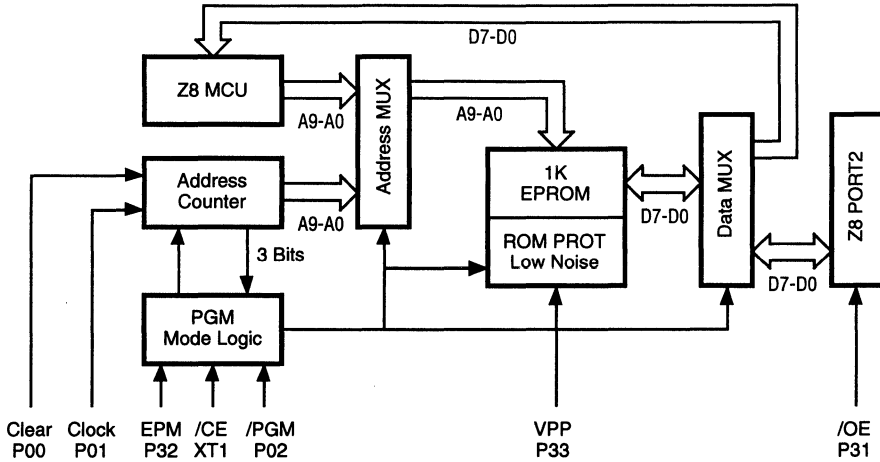 D7-D0
Z8 MCU
A9-A0
Address MUX
A9-A0
Address
Counter
A9-A0
3 Bits
PGM
Mode Logic
1K
EPROM
ROM PROT
Low Noise
D7-D0
Data MUX
D7-D0
Z8 PORT2
Clear
P00
Clock
P01
EPM
P32
/CE
XT1
/PGM
P02
VPP
P33
/OE
P31